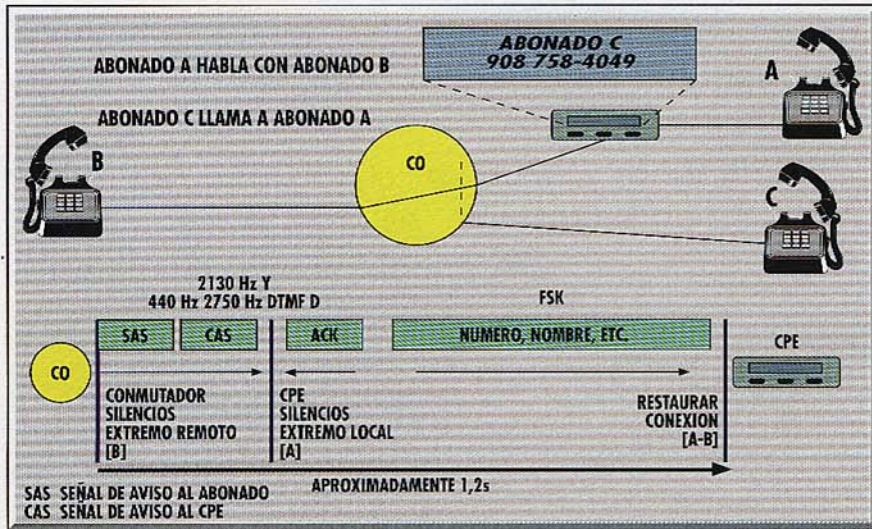 ABONADO A HABLA CON ABONADO B
ABONADO C
908 758-4049
A
ABONADO C LLAMA A ABONADO A
B
CO
C
2130 Hz Y
440 Hz 2750 Hz DTMF D
FSK
SAS
CAS
ACK
NUMERO, NOMBRE, ETC.
CPE
CO
CONMUTADOR
SILENCIOS
EXTREMO REMOTO
[B]
CPE
SILENCIOS
EXTREMO LOCAL
[A]
RESTAURAR
CONEXION
[A-B]
APROXIMADAMENTE 1,2s
SAS SEÑAL DE AVISO AL ABONADO
CAS SEÑAL DE AVISO AL CPE